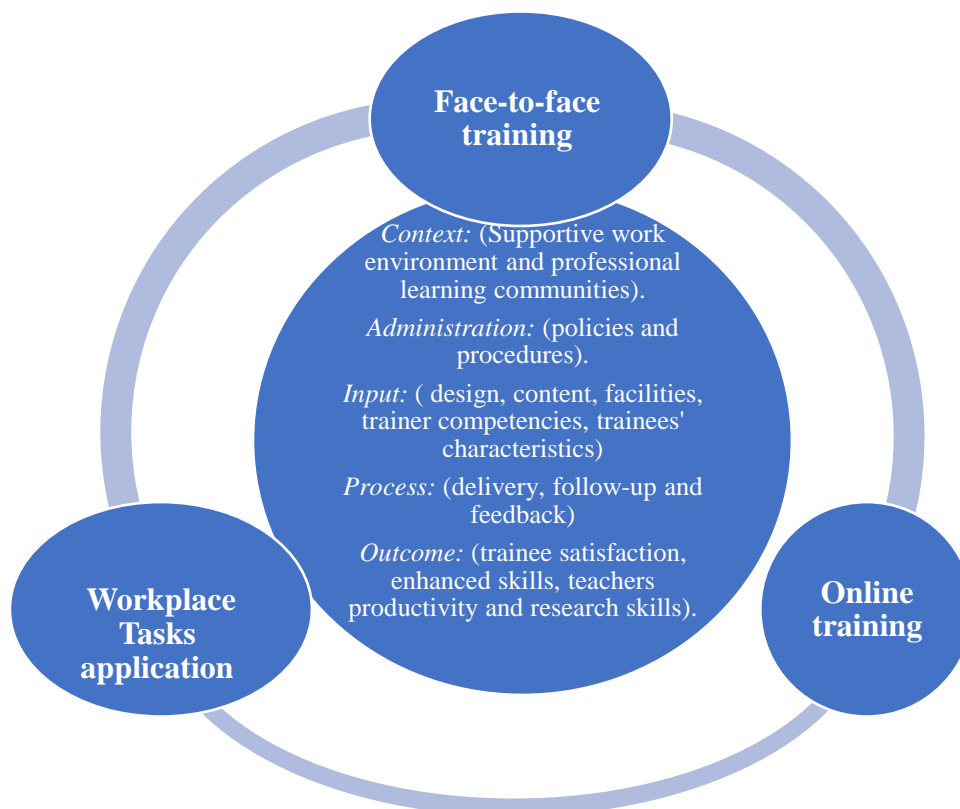 Face-to-face
training
Context: (Supportive work
environment and professional
learning communities).
Administration: (policies and
procedures).
Input: ( design, content, facilities,
trainer competencies, trainees'
characteristics)
Process: (delivery, follow-up and
feedback)
Outcome: (trainee satisfaction,
enhanced skills, teachers
productivity and research skills).
Workplace
Tasks
application
Online
training